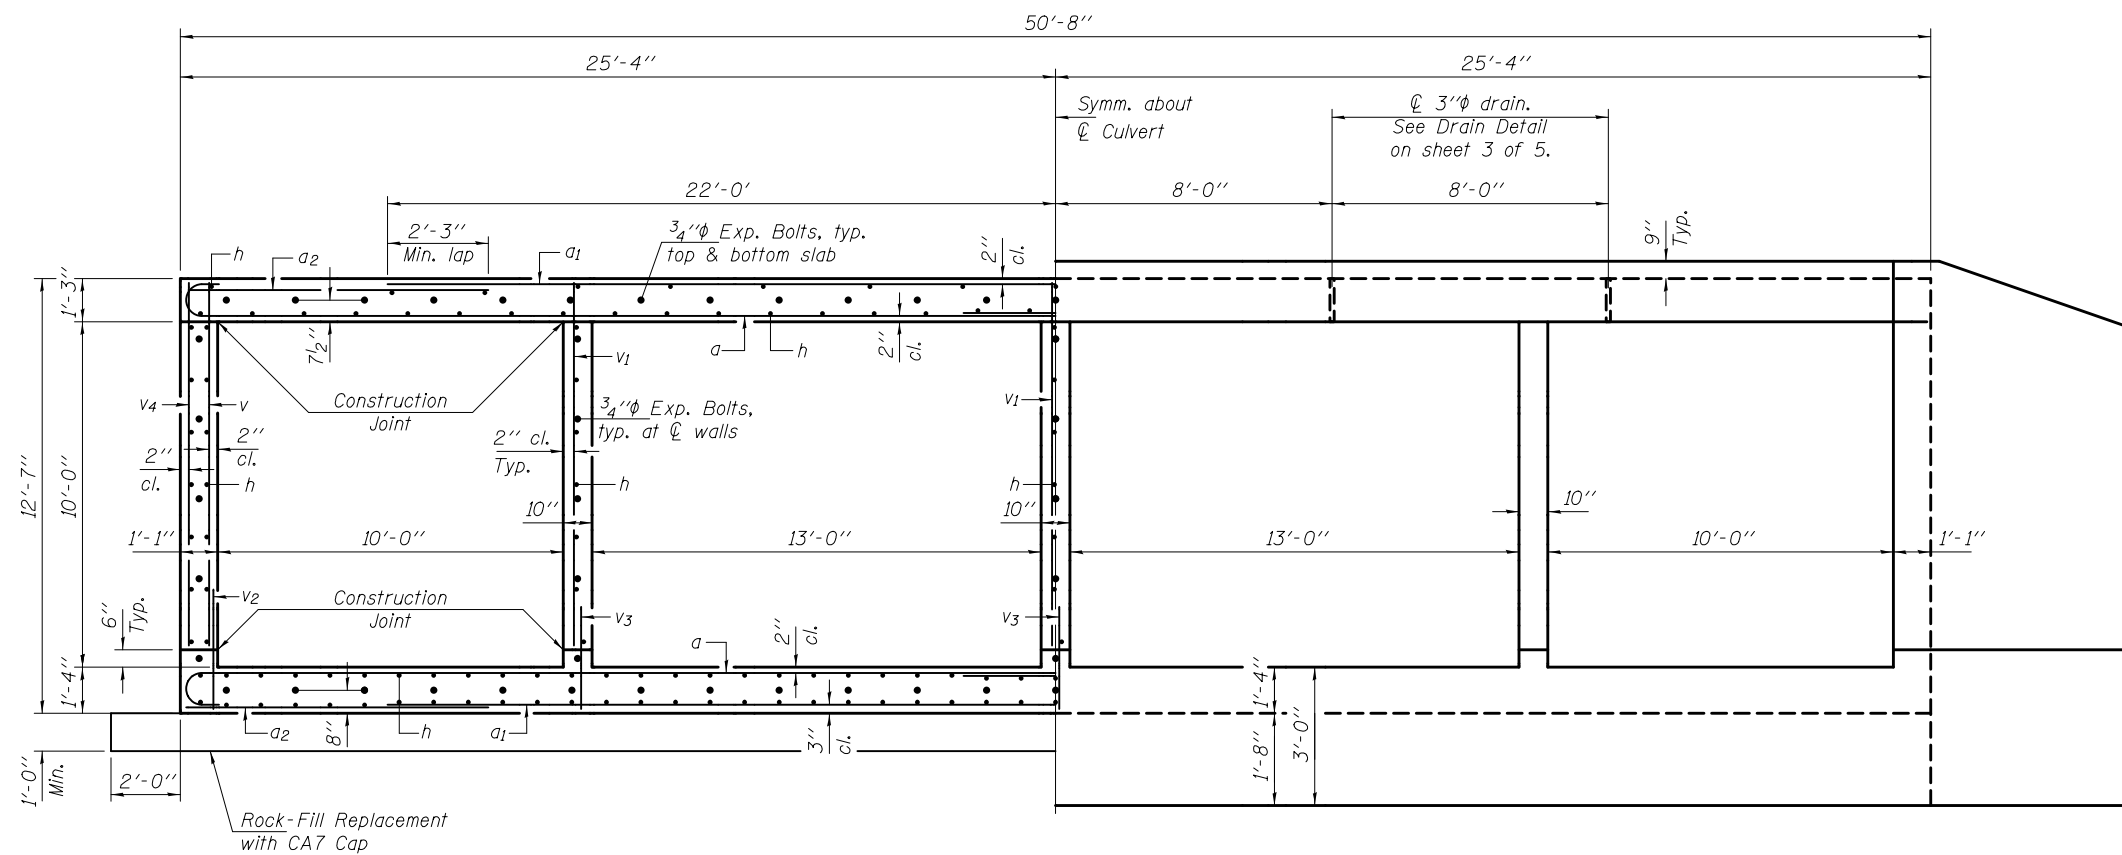 50'-8"
25'-4"
25'-4"
Symm. about
℄ Culvert
℄ 3"ϕ drain.
See Drain Detail
on sheet 3 of 5.
22'-0'
8'-0"
8'-0"
2'-3"
Min. lap
3/4"ϕ Exp. Bolts, typ.
top & bottom slab
9"
Typ.
h
a2
a1
2"
cl.
1'-3"
7 1/2"
a
h
2"
cl.
v1
Construction
Joint
v4
v
3/4"ϕ Exp. Bolts,
typ. at ℄ walls
v1
2"
cl.
2" cl.
Typ.
2"
cl.
h
h
h
12'-7"
10'-0"
10"
10"
10"
1'-1"
10'-0"
13'-0"
13'-0"
10'-0"
1'-1"
Construction
Joint
v2
v3
v3
6"
Typ.
a
2"
cl.
1'-4"
1'-4"
3'-0"
a2
8"
h
a1
3"
cl.
1'-8"
1'-0"
Min.
2'-0"
Rock-Fill Replacement
with CA7 Cap